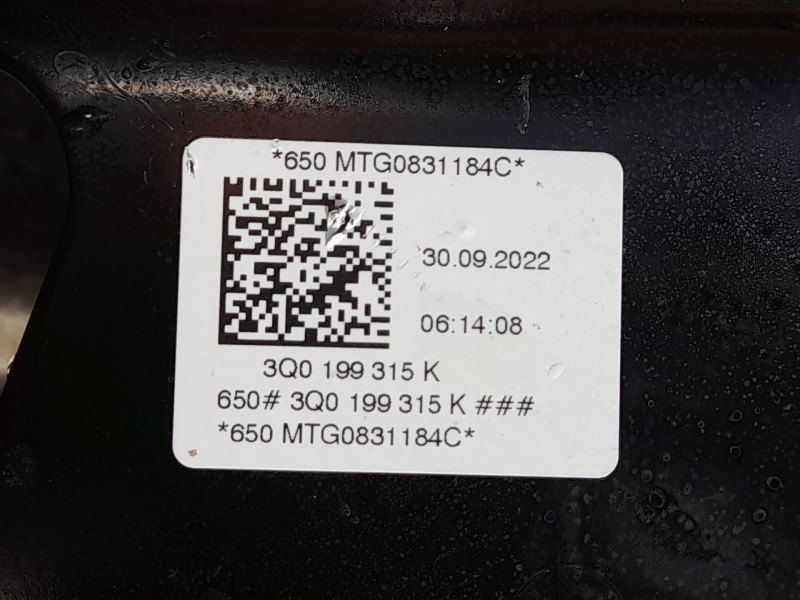 *650 MTG0831184C*
30.09.2022
06:14:08
3Q0 199 315 K
650# 3Q0 199 315 K ###
*650 MTG0831184C*